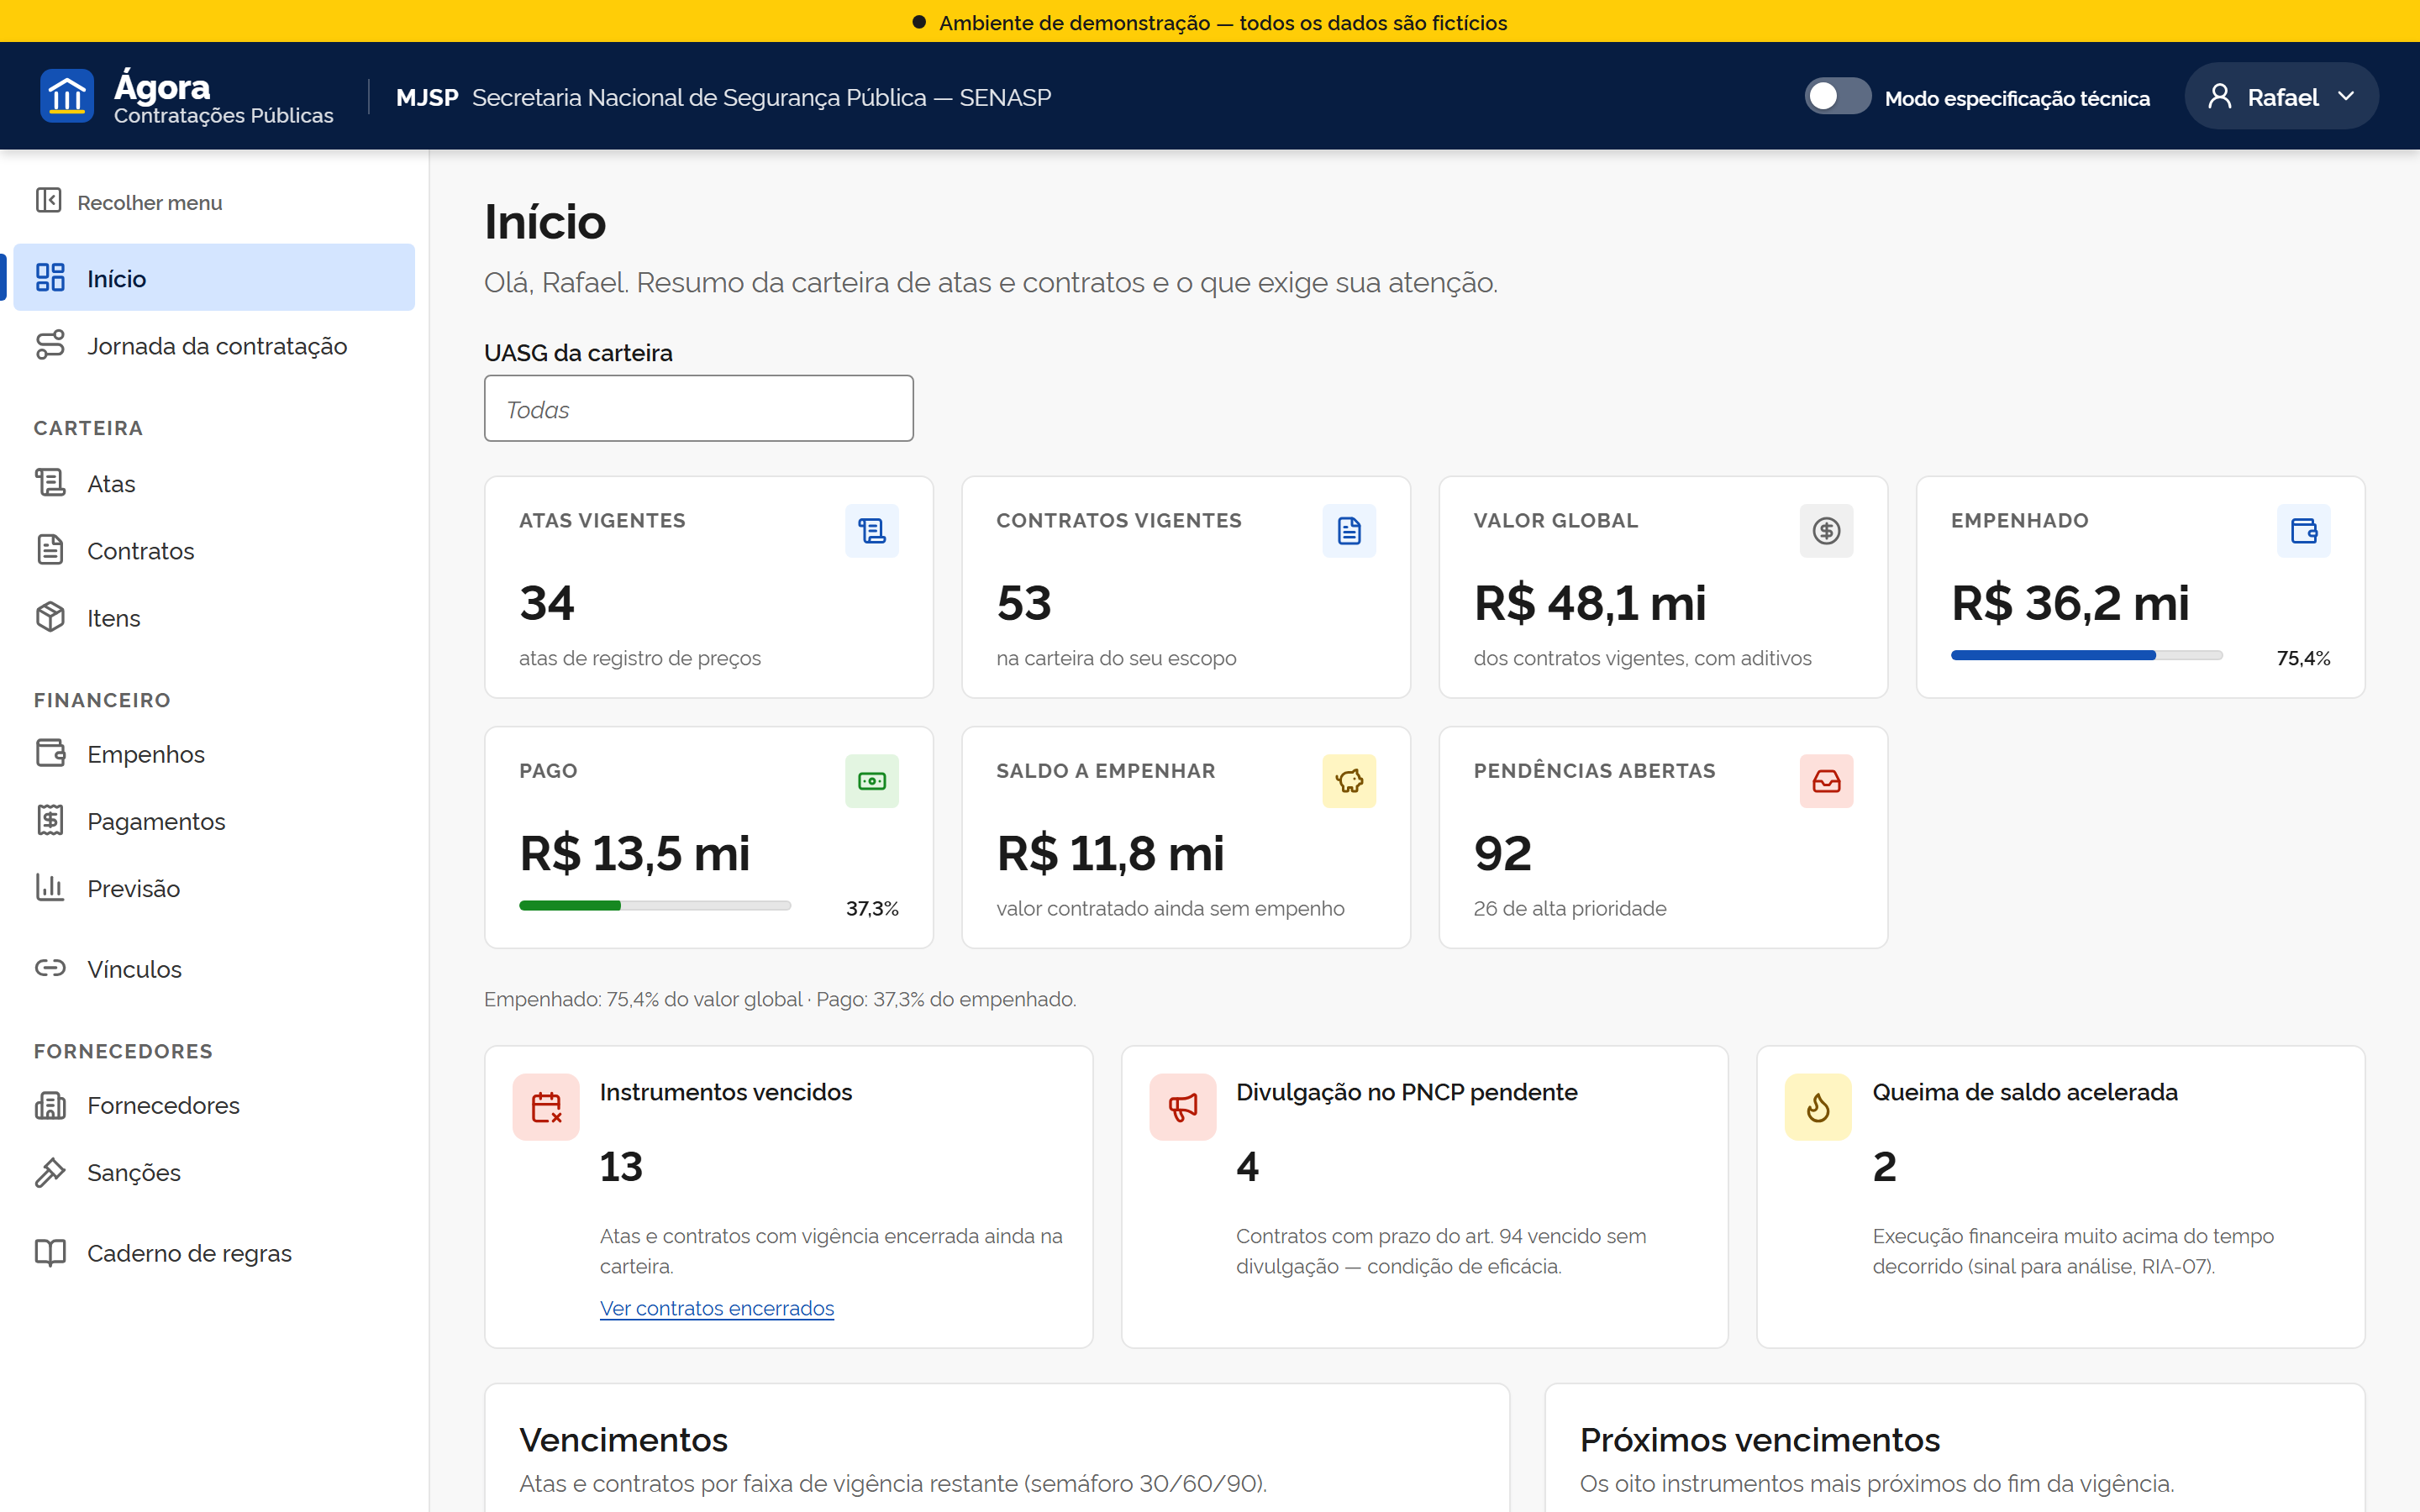 Ambiente de demonstração — todos os dados são fictícios
Ágora
Contratações Públicas
MJSP Secretaria Nacional de Segurança Pública — SENASP
Modo especificação técnica
Rafael
Recolher menu
Início
Jornada da contratação
CARTEIRA
Atas
Contratos
Itens
FINANCEIRO
Empenhos
Pagamentos
Previsão
Vínculos
FORNECEDORES
Fornecedores
Sanções
Caderno de regras
Início
Olá, Rafael. Resumo da carteira de atas e contratos e o que exige sua atenção.
UASG da carteira
Todas
ATAS VIGENTES
34
atas de registro de preços
CONTRATOS VIGENTES
53
na carteira do seu escopo
VALOR GLOBAL
R$ 48,1 mi
dos contratos vigentes, com aditivos
EMPENHADO
R$ 36,2 mi
75,4%
PAGO
R$ 13,5 mi
37,3%
SALDO A EMPENHAR
R$ 11,8 mi
valor contratado ainda sem empenho
PENDÊNCIAS ABERTAS
92
26 de alta prioridade
Empenhado: 75,4% do valor global · Pago: 37,3% do empenhado.
Instrumentos vencidos
13
Atas e contratos com vigência encerrada ainda na
carteira.
Ver contratos encerrados
Divulgação no PNCP pendente
4
Contratos com prazo do art. 94 vencido sem
divulgação — condição de eficácia.
Queima de saldo acelerada
2
Execução financeira muito acima do tempo
decorrido (sinal para análise, RIA-07).
Vencimentos
Atas e contratos por faixa de vigência restante (semáforo 30/60/90).
Próximos vencimentos
Os oito instrumentos mais próximos do fim da vigência.